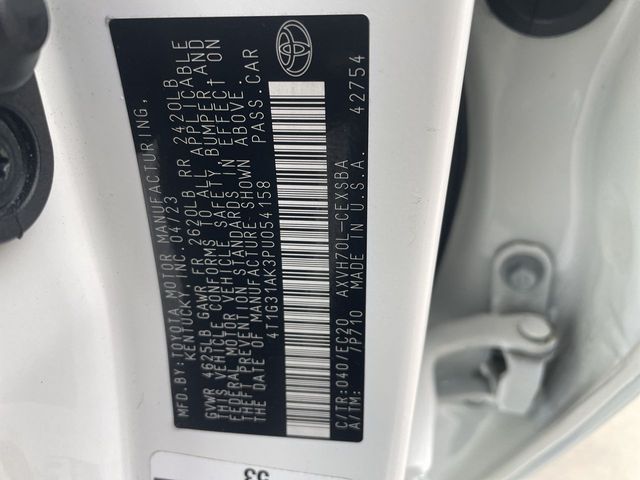 MFD.BY:TOYOTA MOTOR MANUFACTURING,
KENTUCKY, INC. 04/23
GVWR 4625LB GAWR FR 2620LB RR 2420LB
THIS VEHICLE CONFORMS TO ALL APPLICABLE
FEDERAL MOTOR VEHICLE SAFETY, BUMPER AND
THEFT PREVENTION STANDARDS IN EFFECT ON
THE DATE OF MANUFACTURE SHOWN ABOVE.
4T1G31AK3PU054158 PASS.CAR
C/TR:040/EC20 AXVH70L-CEXSBA
A/TM: /P710 MADE IN U.S.A. 42754
53